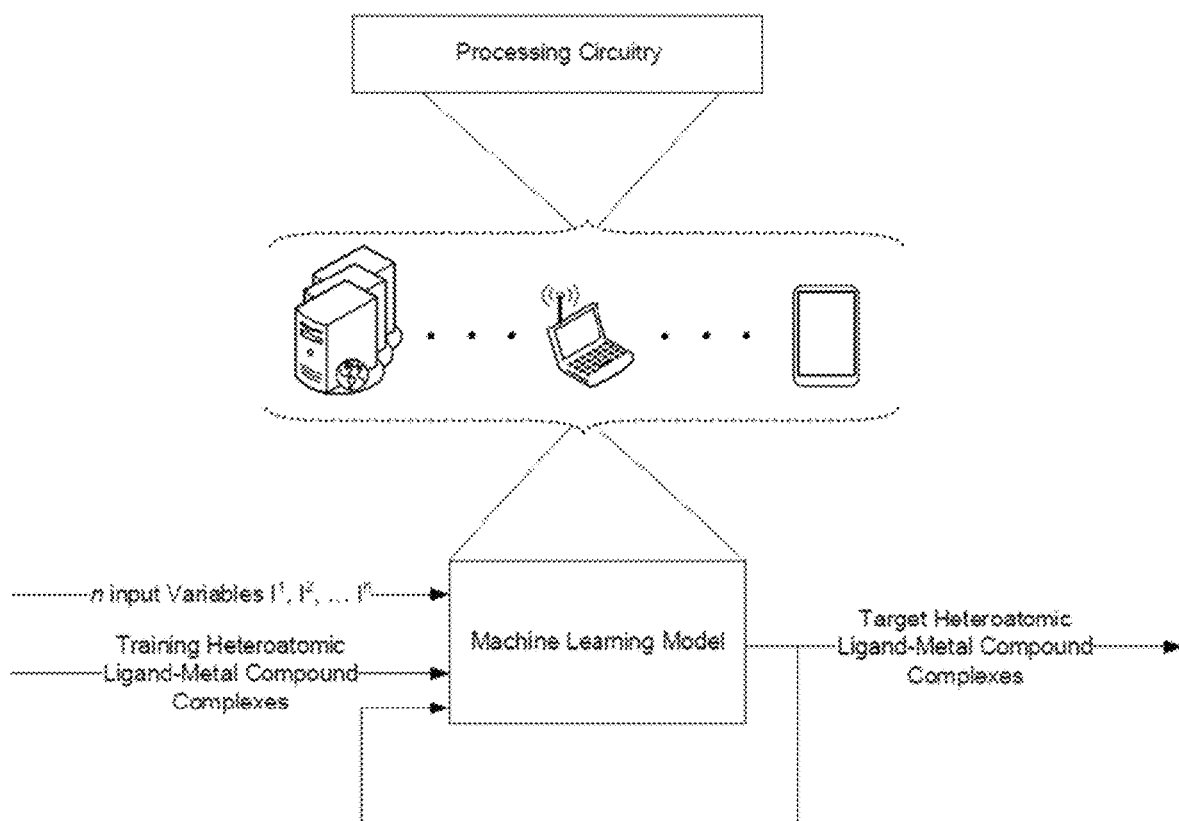 Processing Circuitry
n Input Variables I¹, I², ... Iⁿ
Training Heteroatomic
Ligand-Metal Compound
Complexes
Machine Learning Model
Target Heteroatomic
Ligand-Metal Compound
Complexes